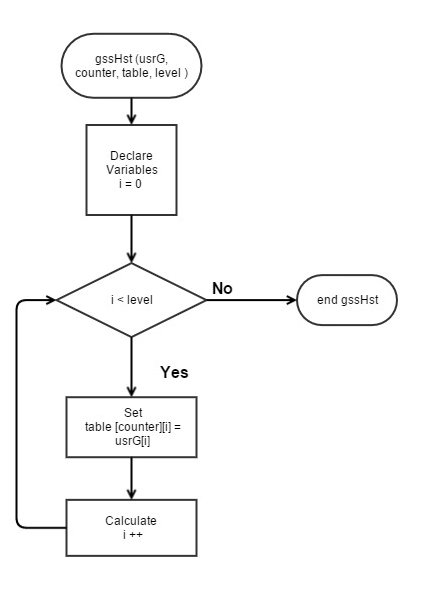 gssHst (usrG,
counter, table, level )
Declare
Variables
i = 0
i < level
No
end gssHst
Yes
Set
table [counter][i] =
usrG[i]
Calculate
i ++